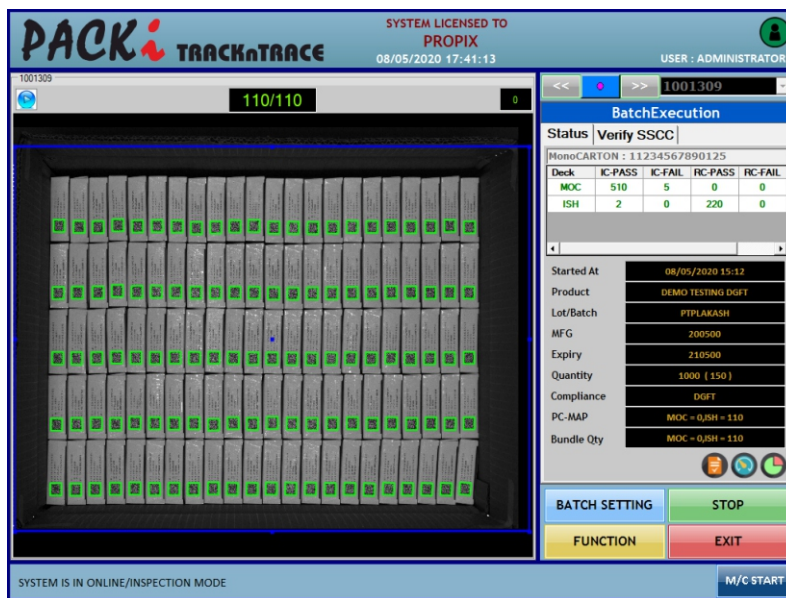 PACKi TRACKnTRACE
SYSTEM LICENSED TO
PROPIX
08/05/2020 17:41:13
USER : ADMINISTRATOR
1001309
110/110
0
<< >> 1001309
BatchExecution
Status Verify SSCC
MonoCARTON : 11234567890125
Deck IC-PASS IC-FAIL RC-PASS RC-FAIL
MOC 510 5 0 0
ISH 2 0 220 0
Started At 08/05/2020 15:12
Product DEMO TESTING DGFT
Lot/Batch PTPLAKASH
MFG 200500
Expiry 210500
Quantity 1000 ( 150 )
Compliance DGFT
PC-MAP MOC = 0,ISH = 110
Bundle Qty MOC = 0,ISH = 110
BATCH SETTING STOP
FUNCTION EXIT
SYSTEM IS IN ONLINE/INSPECTION MODE
M/C START